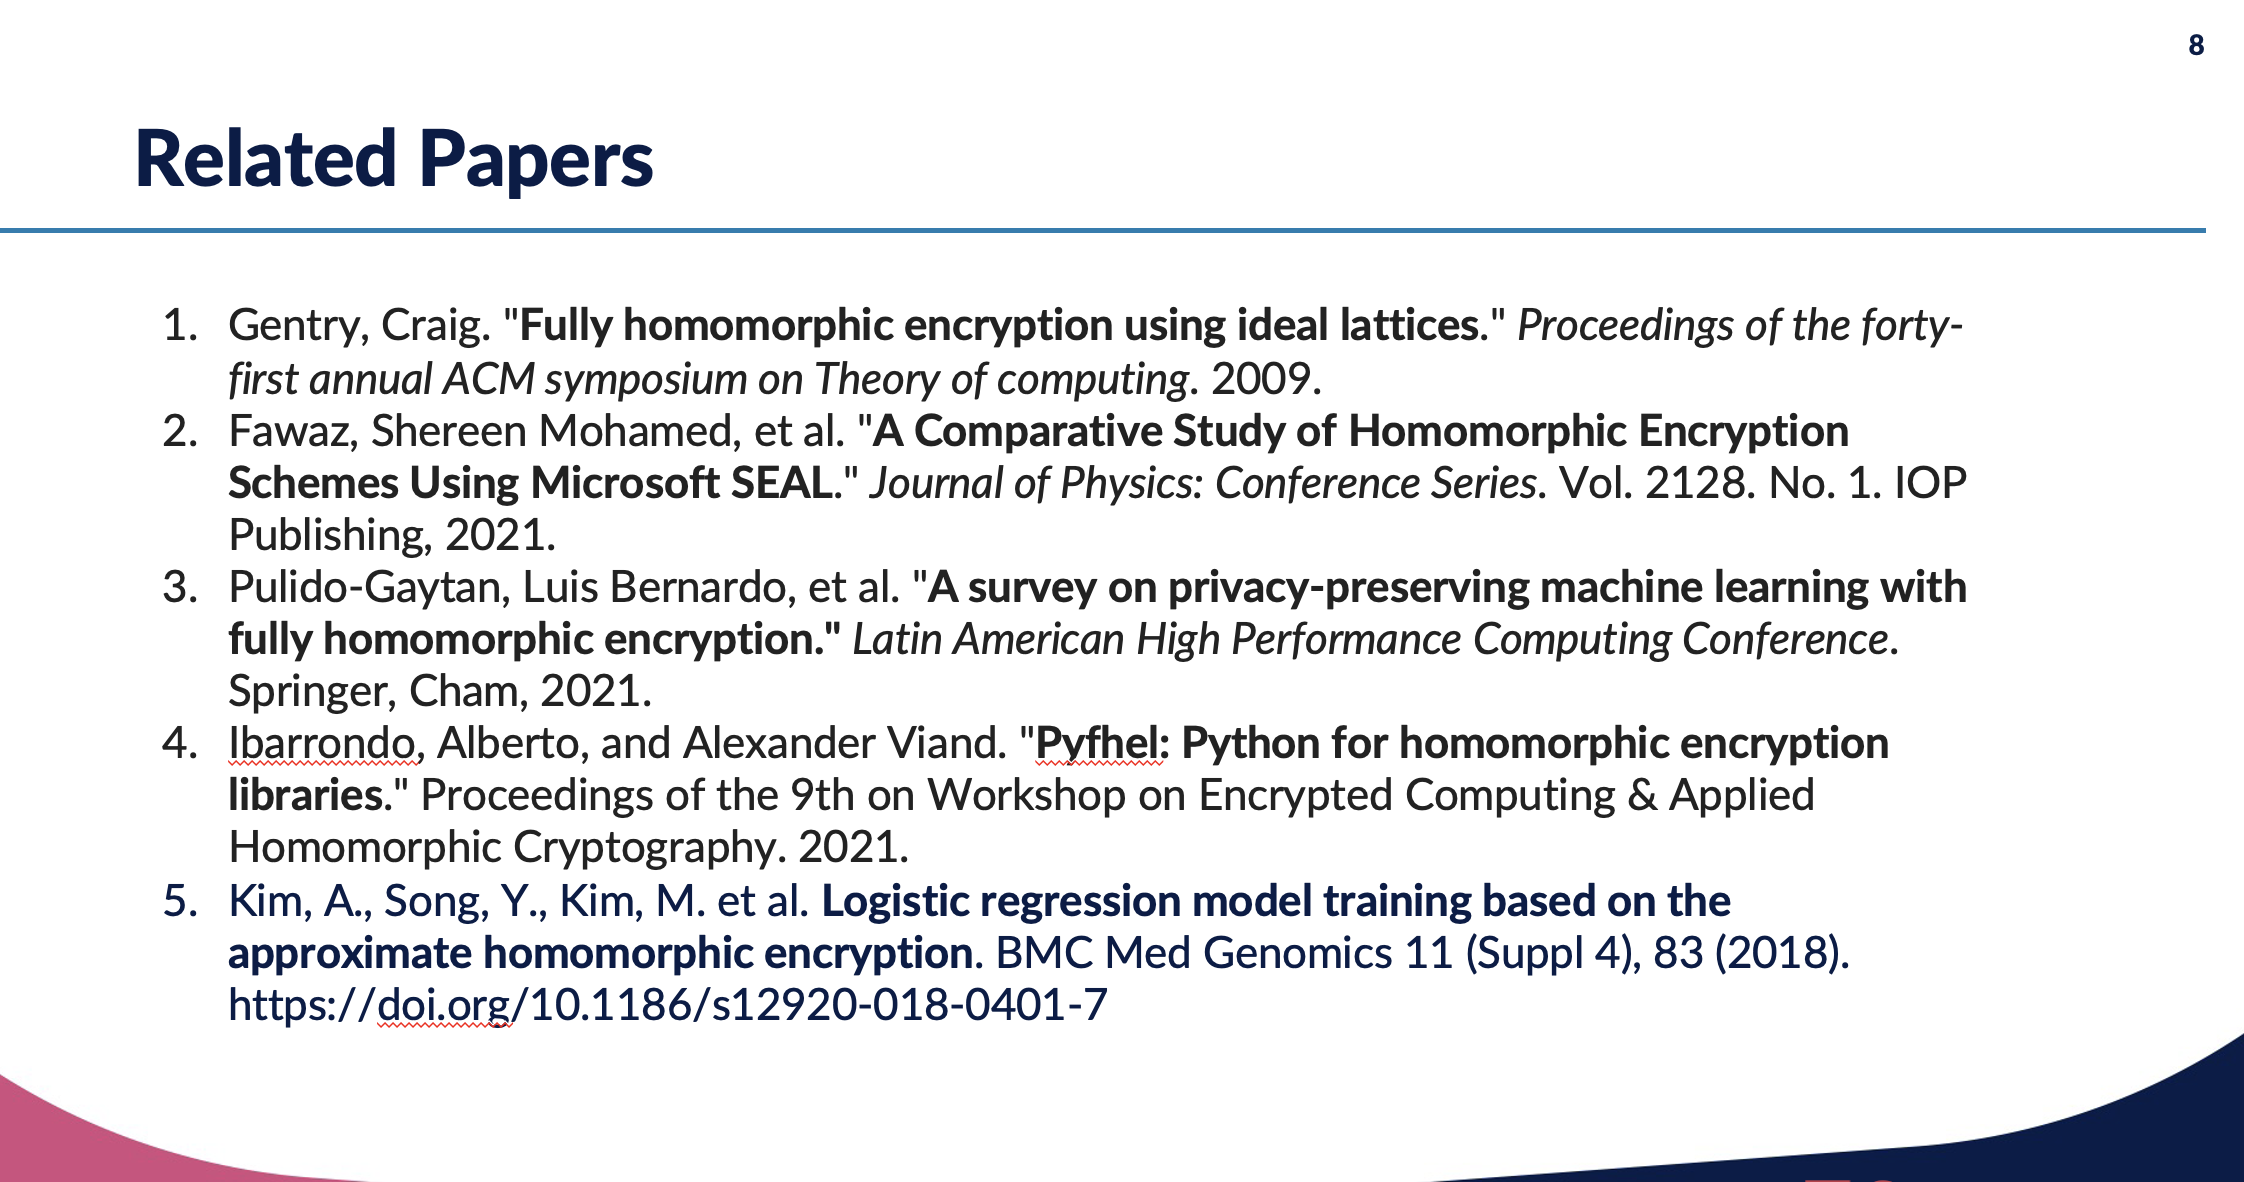 8
Related Papers
1. Gentry, Craig. "Fully homomorphic encryption using ideal lattices." Proceedings of the forty-
first annual ACM symposium on Theory of computing. 2009.
2. Fawaz, Shereen Mohamed, et al. "A Comparative Study of Homomorphic Encryption
Schemes Using Microsoft SEAL." Journal of Physics: Conference Series. Vol. 2128. No. 1. IOP
Publishing, 2021.
3. Pulido-Gaytan, Luis Bernardo, et al. "A survey on privacy-preserving machine learning with
fully homomorphic encryption." Latin American High Performance Computing Conference.
Springer, Cham, 2021.
4. Ibarrondo, Alberto, and Alexander Viand. "Pyfhel: Python for homomorphic encryption
libraries." Proceedings of the 9th on Workshop on Encrypted Computing & Applied
Homomorphic Cryptography. 2021.
5. Kim, A., Song, Y., Kim, M. et al. Logistic regression model training based on the
approximate homomorphic encryption. BMC Med Genomics 11 (Suppl 4), 83 (2018).
https://doi.org/10.1186/s12920-018-0401-7